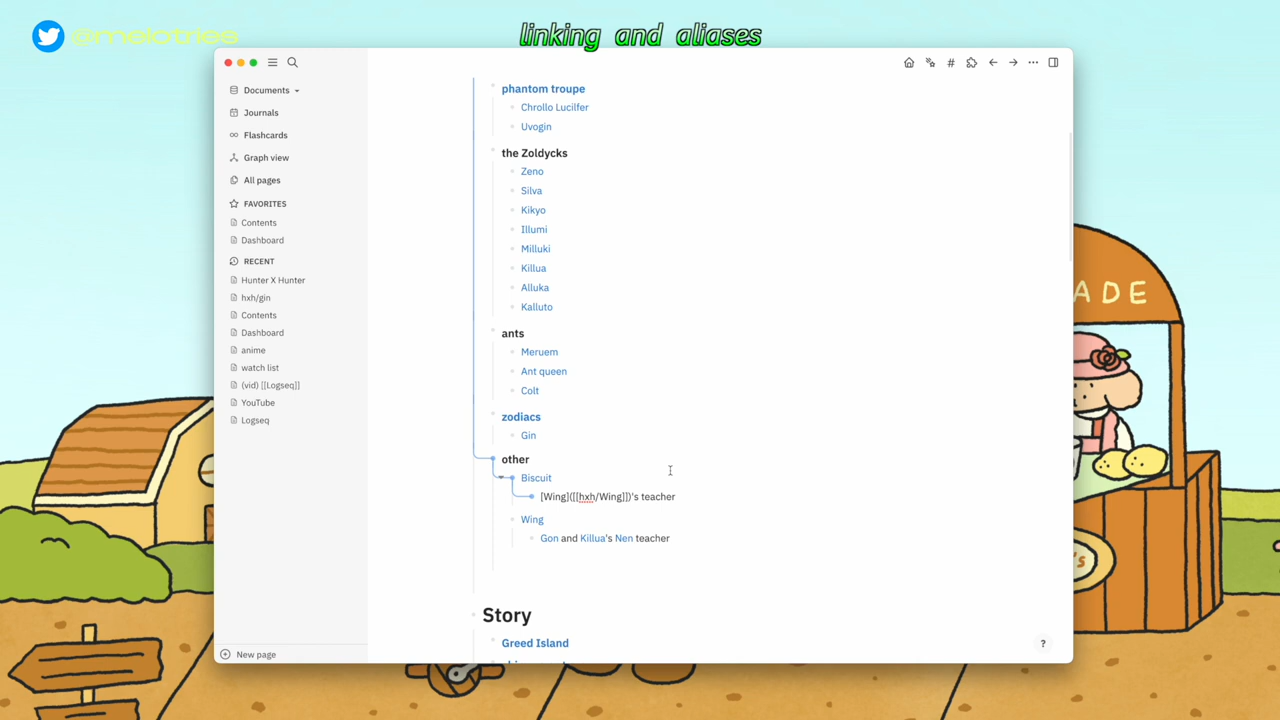 @melotries
linking and aliases
Documents
Journals
Flashcards
Graph view
All pages
FAVORITES
Contents
Dashboard
RECENT
Hunter X Hunter
hxh/gin
Contents
Dashboard
anime
watch list
(vid) [[Logseq]]
YouTube
Logseq
New page
phantom troupe
Chrollo Lucilfer
Uvogin
the Zoldycks
Zeno
Silva
Kikyo
Illumi
Milluki
Killua
Alluka
Kalluto
ants
Meruem
Ant queen
Colt
zodiacs
Gin
other
Biscuit
[Wing]([[hxh/Wing]])'s teacher
Wing
Gon and Killua's Nen teacher
Story
Greed Island
?
ADE
's